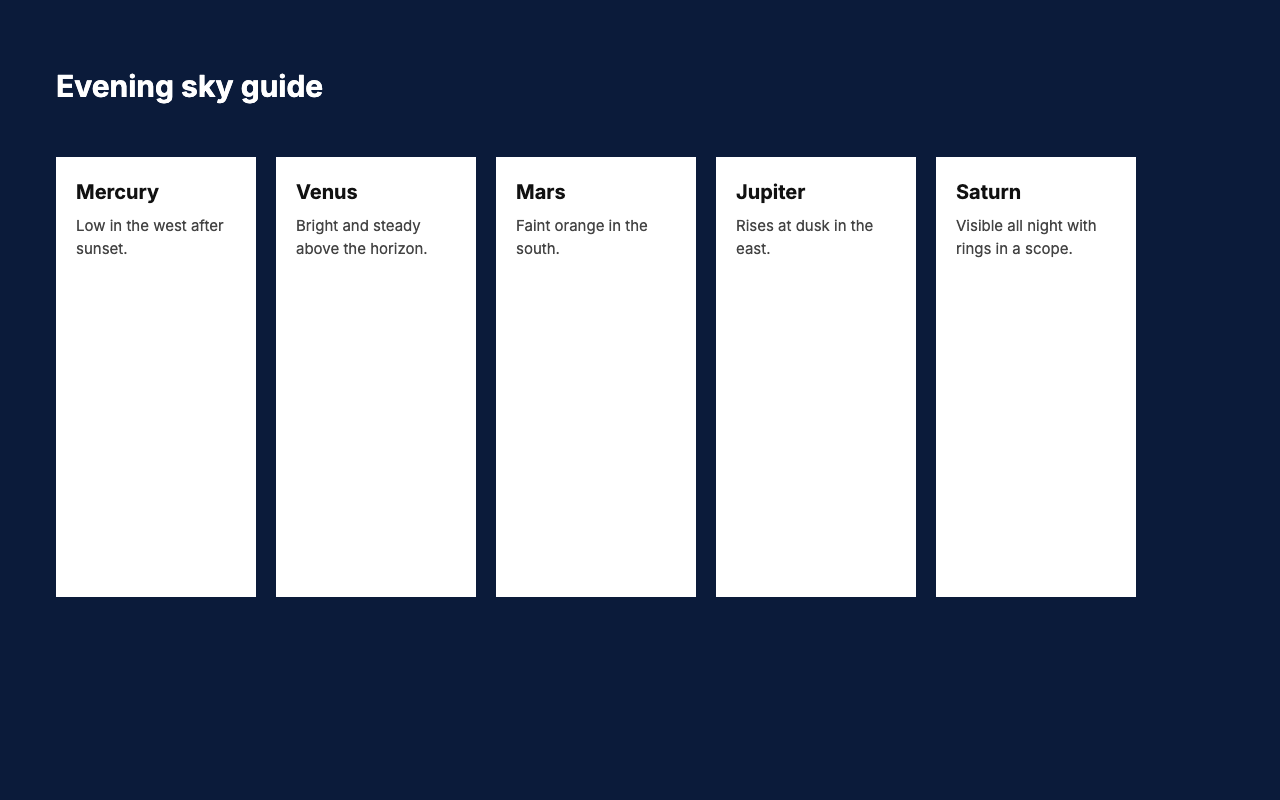 Evening sky guide
Mercury
Low in the west after
sunset.
Venus
Bright and steady
above the horizon.
Mars
Faint orange in the
south.
Jupiter
Rises at dusk in the
east.
Saturn
Visible all night with
rings in a scope.